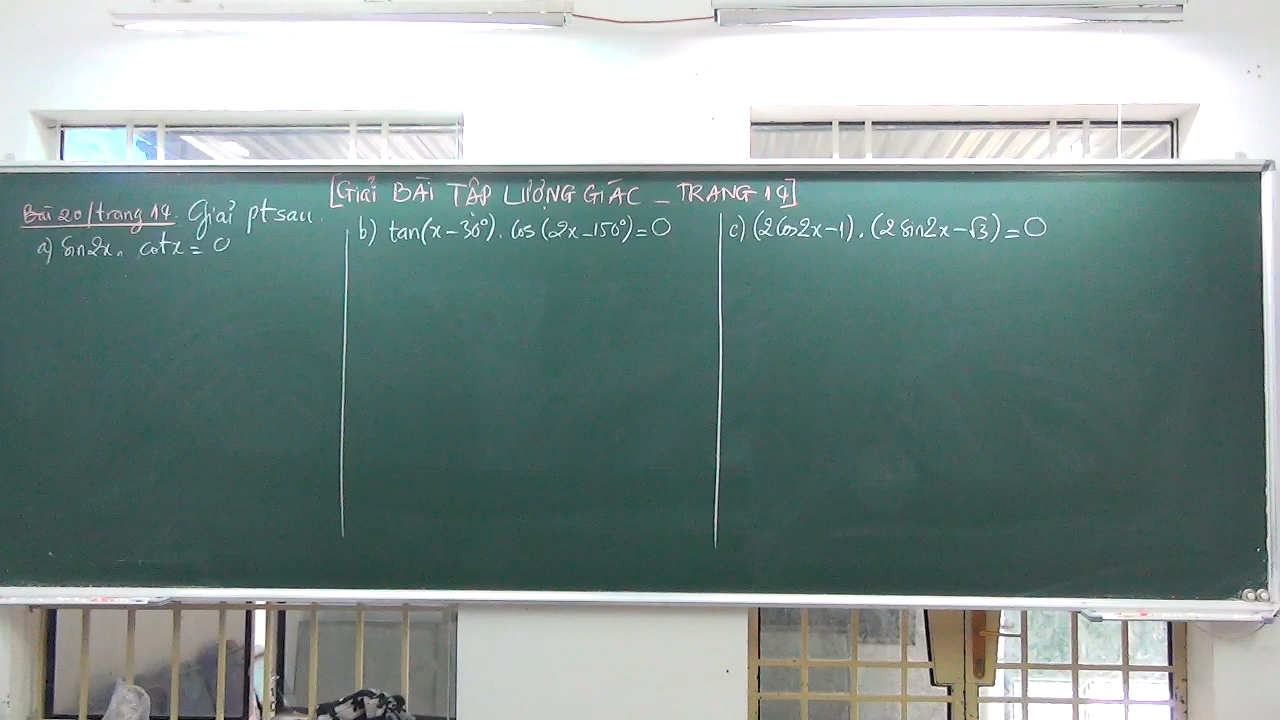 [Giải BÀI TẬP LƯỢNG GIÁC _ TRANG 14]
Bài 20/trang 14. Giải pt sau.
a) Sin2x. cotx = 0
b) tan(x-30°). Cos(2x-150°)=0
c) (2Cos2x-1).(2sin2x-√3)=0